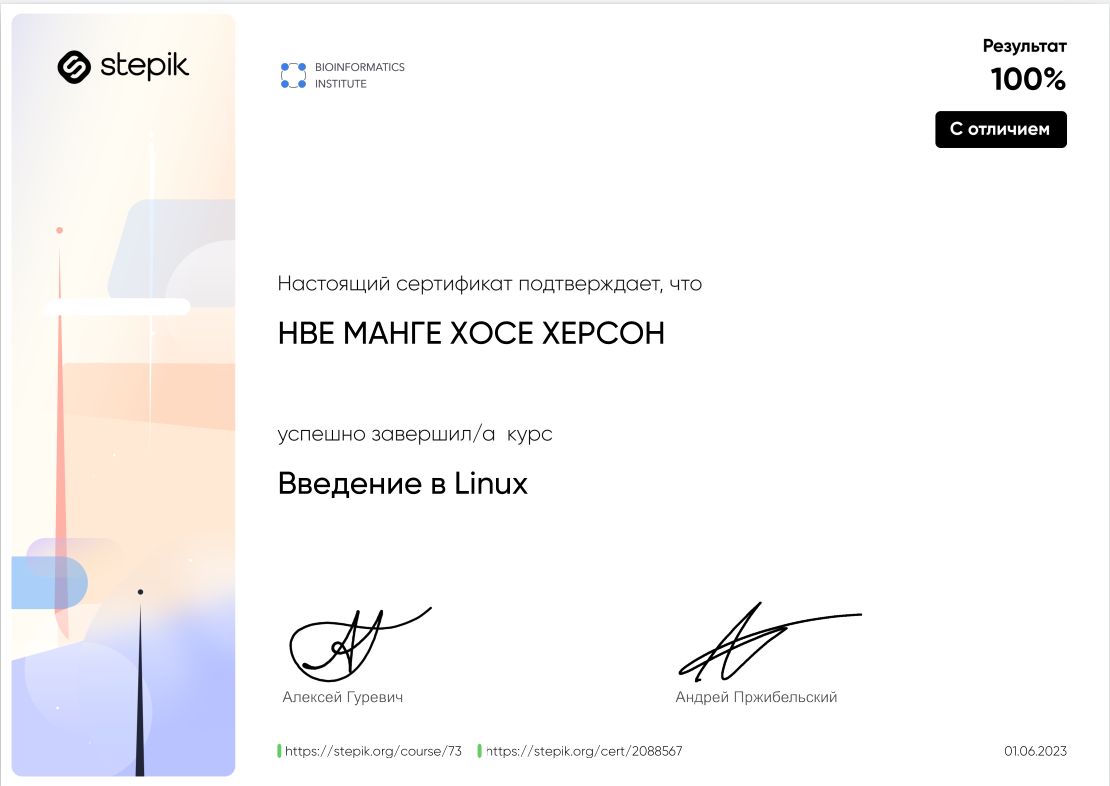 stepik
BIOINFORMATICS
INSTITUTE
Результат
100%
С отличием
Настоящий сертификат подтверждает, что
НВЕ МАНГЕ ХОСЕ ХЕРСОН
успешно завершил/а курс
Введение в Linux
Алексей Гуревич
Андрей Пржибельский
https://stepik.org/course/73
https://stepik.org/cert/2088567
01.06.2023